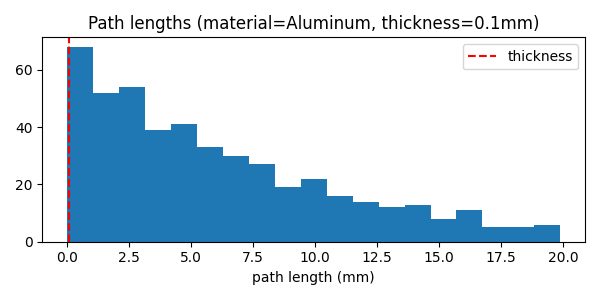 Path lengths (material=Aluminum, thickness=0.1mm)
thickness
60
40
20
0
0.0 2.5 5.0 7.5 10.0 12.5 15.0 17.5 20.0
path length (mm)